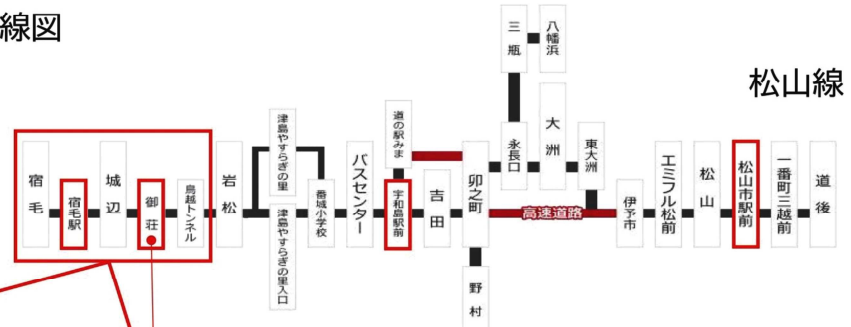 線図
松山線
宿毛
宿毛駅
城辺
御荘
鳥越トンネル
岩松
津島やすらぎの里
津島やすらぎの里入口
番城小学校
バスセンター
道の駅みま
宇和島駅前
吉田
卯之町
野村
三瓶
八幡浜
永長口
大洲
東大洲
高速道路
伊予市
エミフル松前
松山
松山市駅前
一番町三越前
道後